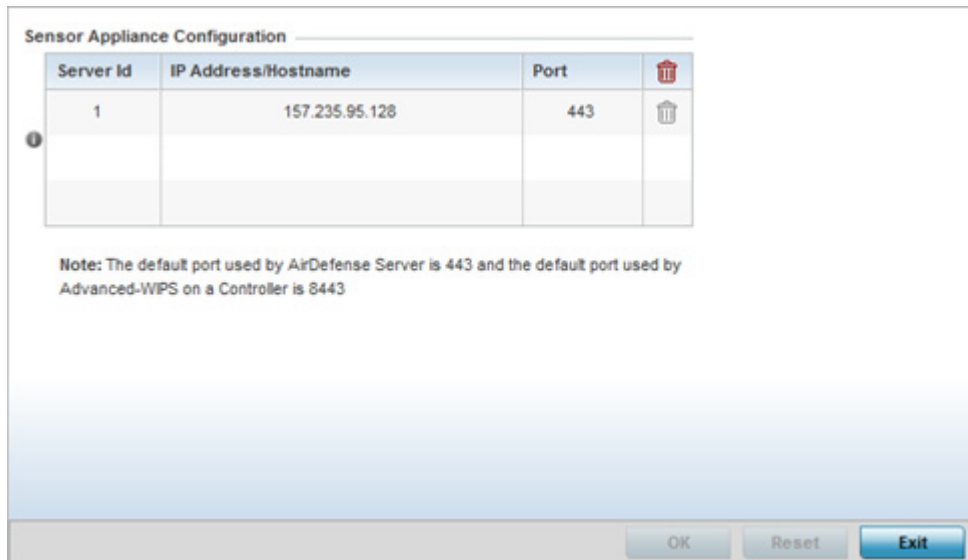 Sensor Appliance Configuration
Server Id IP Address/Hostname Port
1 157.235.95.128 443
Note: The default port used by AirDefense Server is 443 and the default port used by
Advanced-WIPS on a Controller is 8443
OK Reset Exit